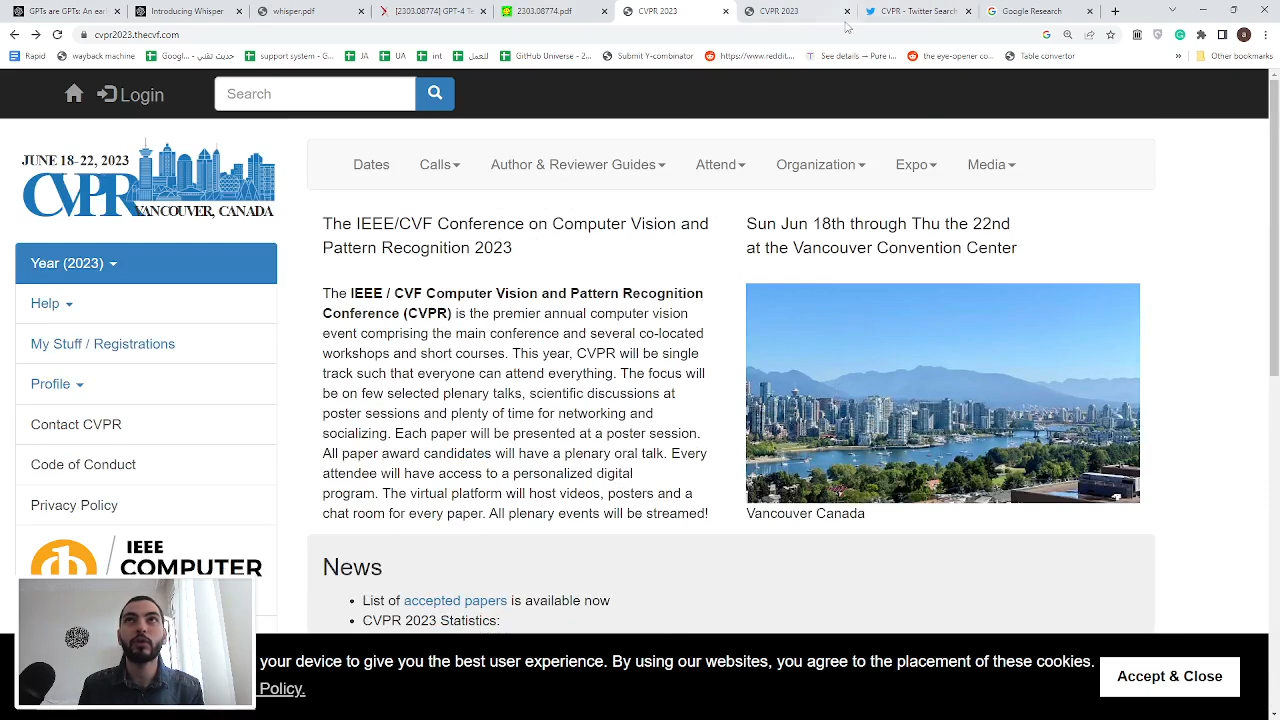 GPTs are GPTs: An earl
Introducing Whisper
whisper.pdf
[2303.08774] GPT-4 Te
2303.08774.pdf
CVPR 2023
CVPR 2023
CVPR - Twitter Search
Google Research
cvpr2023.thecvf.com
Rapid
wayback machine
support system - G...
JA
UA
int
للعمل
GitHub Universe - 2...
Submit Y-combinator
https://www.reddit....
See details — Pure i...
the eye-opener co...
Table convertor
Other bookmarks
Login
Search
JUNE 18-22, 2023
CVPR
VANCOUVER, CANADA
Dates
Calls
Author & Reviewer Guides
Attend
Organization
Expo
Media
Year (2023)
Help
My Stuff / Registrations
Profile
Contact CVPR
Code of Conduct
Privacy Policy
IEEE
COMPUTER
The IEEE/CVF Conference on Computer Vision and
Pattern Recognition 2023
The IEEE / CVF Computer Vision and Pattern Recognition
Conference (CVPR) is the premier annual computer vision
event comprising the main conference and several co-located
workshops and short courses. This year, CVPR will be single
track such that everyone can attend everything. The focus will
be on few selected plenary talks, scientific discussions at
poster sessions and plenty of time for networking and
socializing. Each paper will be presented at a poster session.
All paper award candidates will have a plenary oral talk. Every
attendee will have access to a personalized digital
program. The virtual platform will host videos, posters and a
chat room for every paper. All plenary events will be streamed!
Sun Jun 18th through Thu the 22nd
at the Vancouver Convention Center
Vancouver Canada
News
• List of accepted papers is available now
• CVPR 2023 Statistics:
your device to give you the best user experience. By using our websites, you agree to the placement of these cookies.
Policy.
Accept & Close